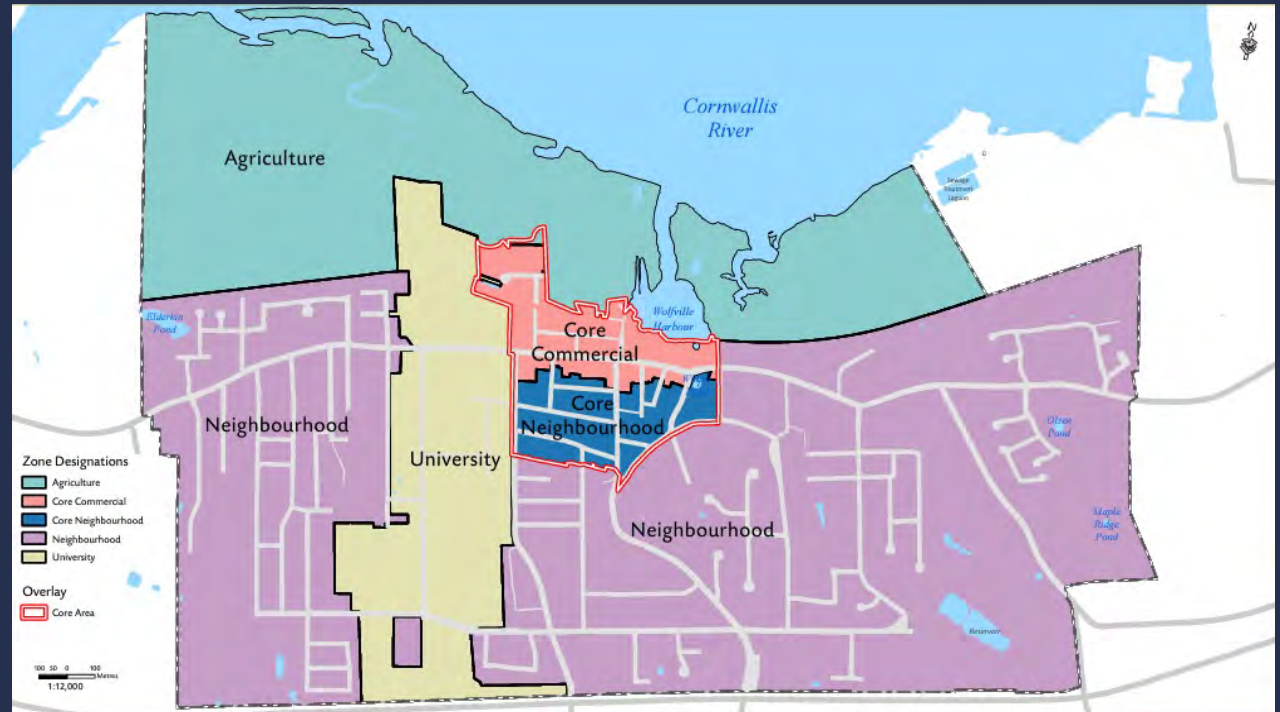 N
Cornwallis
River
Agriculture
Sewage
Treatment
Lagoon
Elderkin
Pond
Wolfville
Harbour
Core
Commercial
Core
Neighbourhood
Neighbourhood
University
Olsen
Pond
Neighbourhood
Maple
Ridge
Pond
Reservoir
Zone Designations
Agriculture
Core Commercial
Core Neighbourhood
Neighbourhood
University
Overlay
Core Area
100 50 0 100
Metres
1:12,000